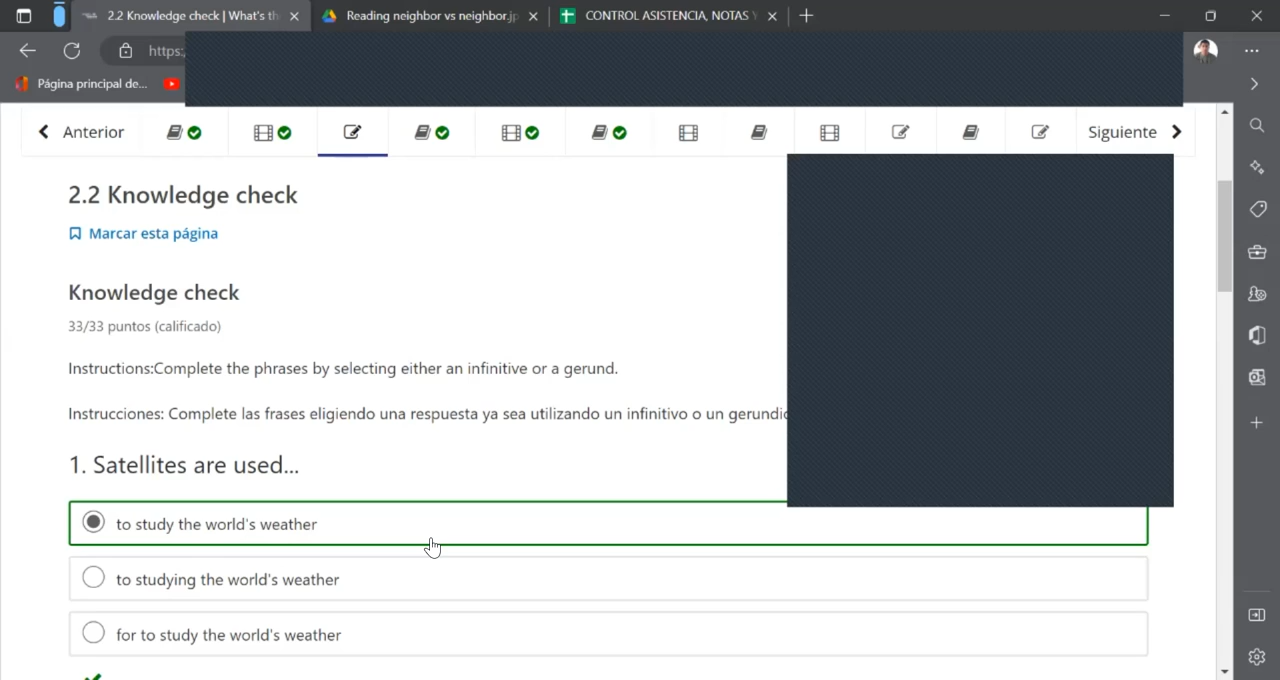 2.2 Knowledge check | What's th
Reading neighbor vs neighbor.jp
CONTROL ASISTENCIA, NOTAS Y
https:
Página principal de...
Anterior
Siguiente
2.2 Knowledge check
Marcar esta página
Knowledge check
33/33 puntos (calificado)
Instructions:Complete the phrases by selecting either an infinitive or a gerund.
Instrucciones: Complete las frases eligiendo una respuesta ya sea utilizando un infinitivo o un gerundio
1. Satellites are used...
to study the world's weather
to studying the world's weather
for to study the world's weather